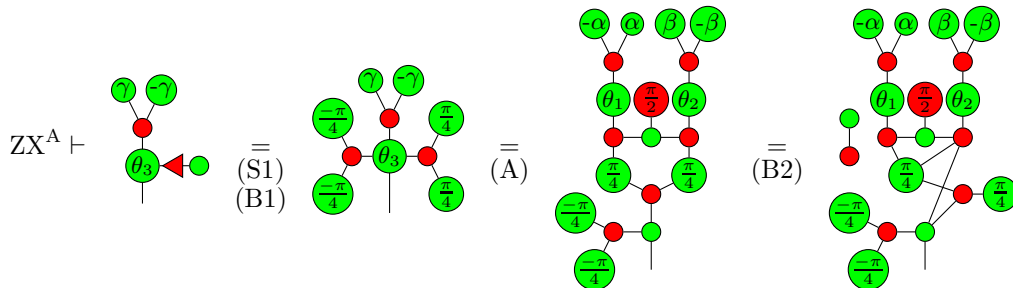 -α α β -β -α α β -β
γ -γ γ -γ
θ₁ π/2 θ₂ θ₁ π/2 θ₂
-π/4 π/4
ZXᴬ ⊢ θ₃ = (S1) (B1) θ₃ = (A) = (B2)
-π/4 π/4 π/4 π/4 π/4
-π/4 -π/4 π/4
-π/4 -π/4